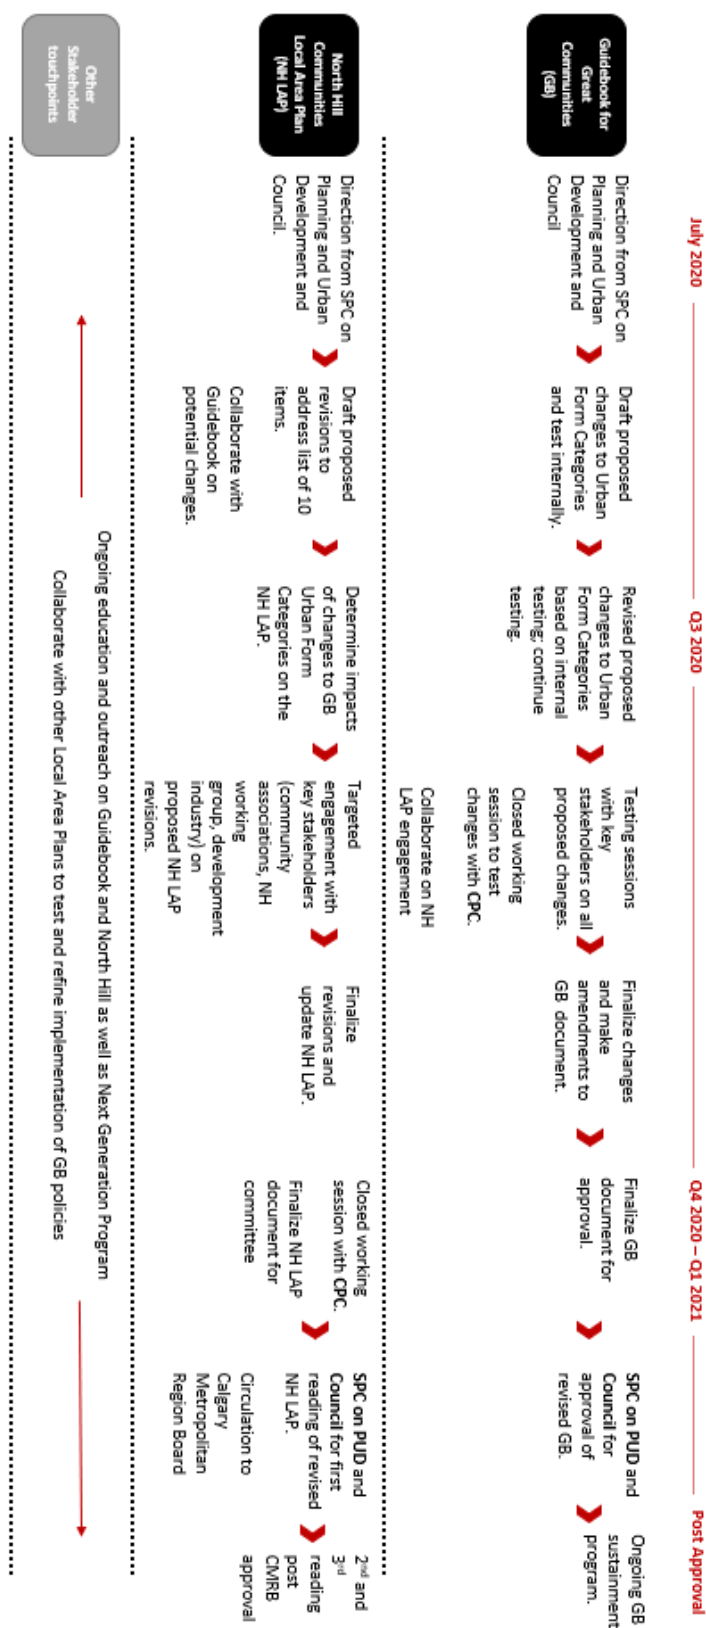 July 2020
Q3 2020
Q4 2020 – Q1 2021
Post Approval
Guidebook for
Great
Communities
(GB)
Direction from SPC on
Planning and Urban
Development and
Council
Draft proposed
changes to Urban
Form Categories
and test internally.
Revised proposed
changes to Urban
Form Categories
based on internal
testing; continue
testing.
Testing sessions
with key
stakeholders on all
proposed changes.
Closed working
session to test
changes with CPC.
Collaborate on NH
LAP engagement
Finalize changes
and make
amendments to
GB document.
Finalize GB
document for
approval.
SPC on PUD and
Council for
approval of
revised GB.
Ongoing GB
sustainment
program.
North Hill
Communities
Local Area Plan
(NH LAP)
Direction from SPC on
Planning and Urban
Development and
Council.
Draft proposed
revisions to
address list of 10
items.
Collaborate with
Guidebook on
potential changes.
Determine impacts
of changes to GB
Urban Form
Categories on the
NH LAP.
Targeted
engagement with
key stakeholders
(community
associations, NH
working
group, development
industry) on
proposed NH LAP
revisions.
Finalize
revisions and
update NH LAP.
Closed working
session with CPC.
Finalize NH LAP
document for
committee
SPC on PUD and
Council for first
reading of revised
NH LAP.
Circulation to
Calgary
Metropolitan
Region Board
2nd and
3rd
reading
post
CMRB
approval
Other
Stakeholder
touchpoints
Ongoing education and outreach on Guidebook and North Hill as well as Next Generation Program
Collaborate with other Local Area Plans to test and refine implementation of GB policies